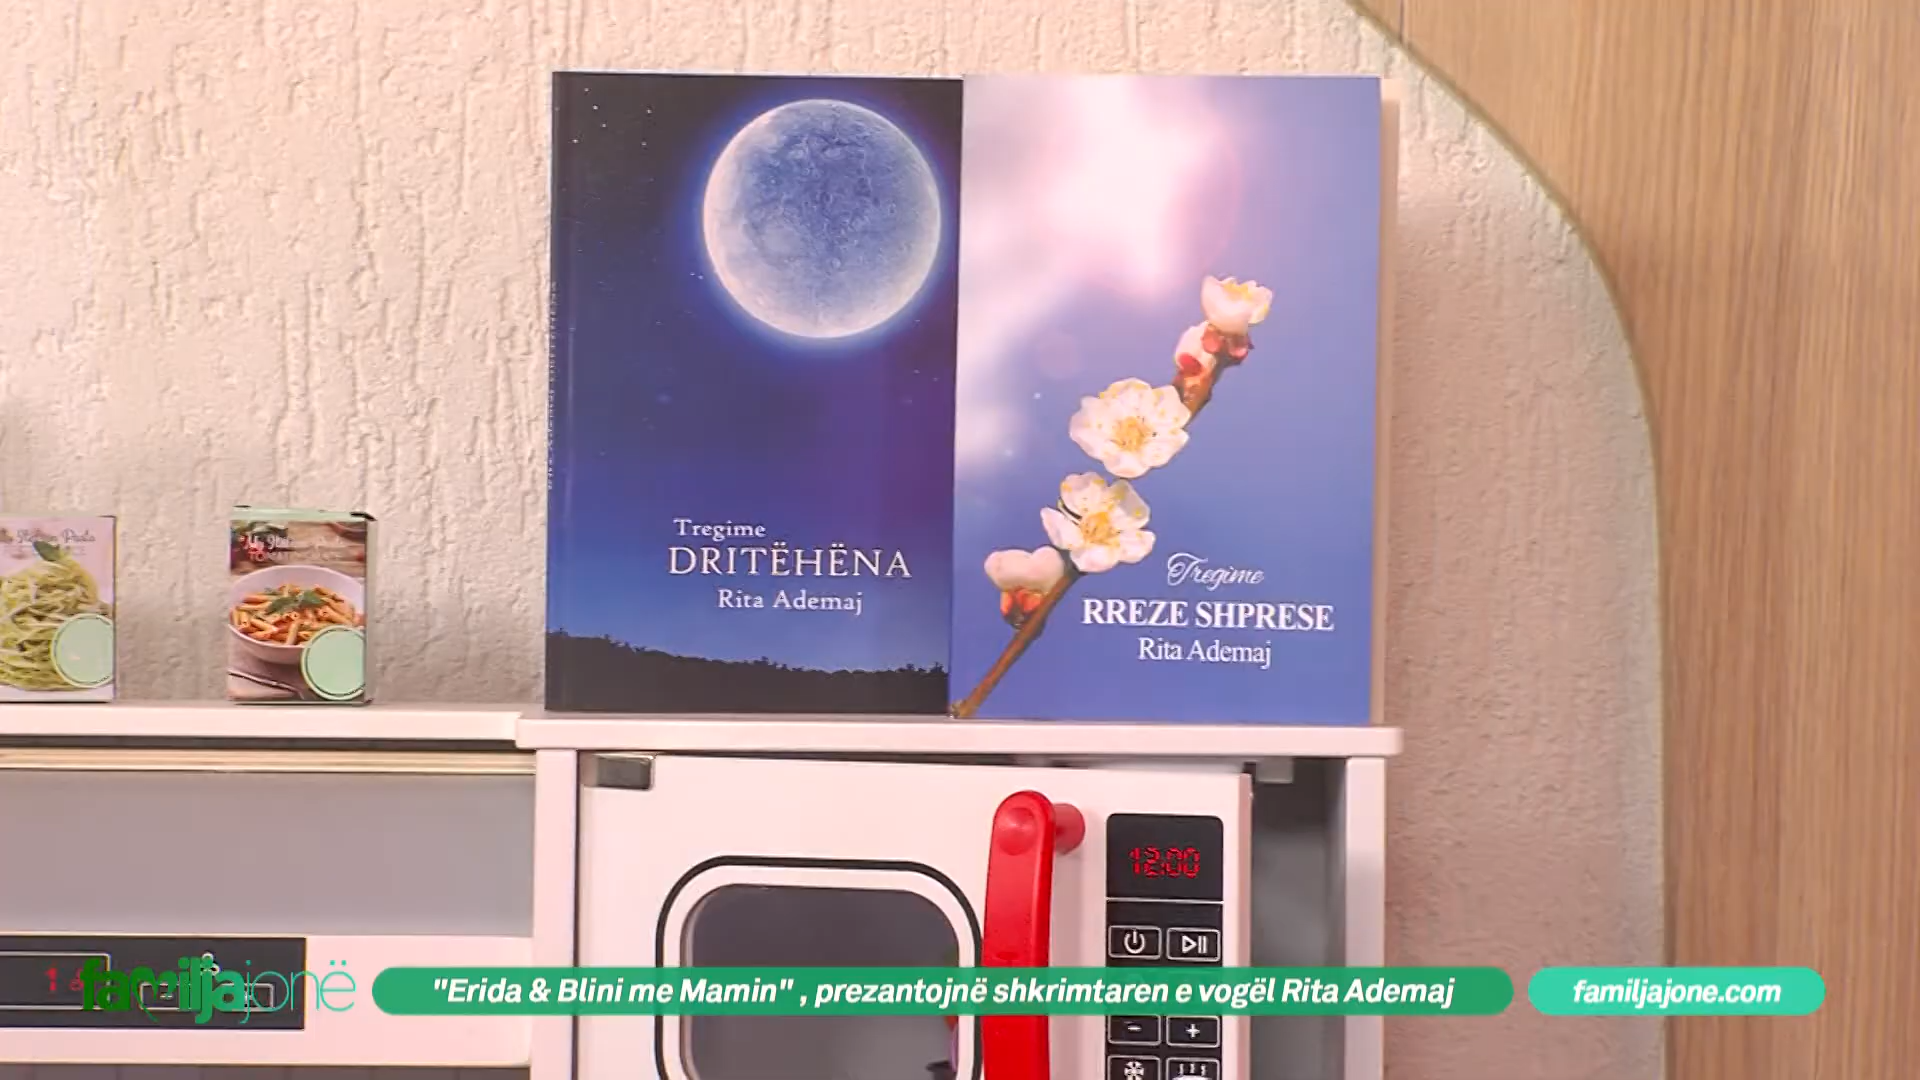 Tregime
DRITËHËNA
Rita Ademaj
Tregime
RREZE SHPRESE
Rita Ademaj
12:00
familjajonë
"Erida & Blini me Mamin" , prezantojnë shkrimtaren e vogël Rita Ademaj
familjajone.com